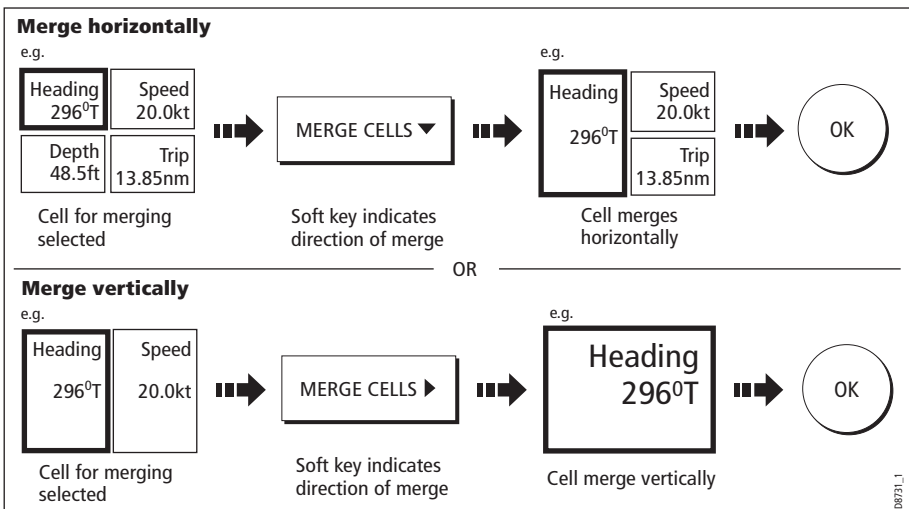 Merge horizontally
e.g.
Heading
296⁰T
Speed
20.0kt
Depth
48.5ft
Trip
13.85nm
Cell for merging
selected
MERGE CELLS
Soft key indicates
direction of merge
e.g.
Heading
296⁰T
Speed
20.0kt
Trip
13.85nm
Cell merges
horizontally
OK
OR
Merge vertically
e.g.
Heading
296⁰T
Speed
20.0kt
Cell for merging
selected
MERGE CELLS
Soft key indicates
direction of merge
e.g.
Heading
296⁰T
Cell merge vertically
OK
D8731_1